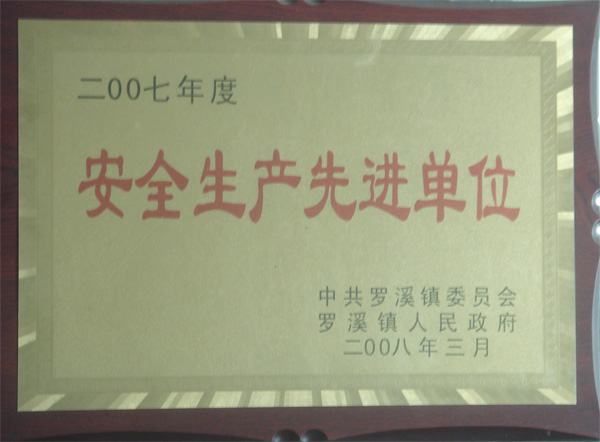 二00七年度
安全生产先进单位
中共罗溪镇委员会
罗溪镇人民政府
二00八年三月